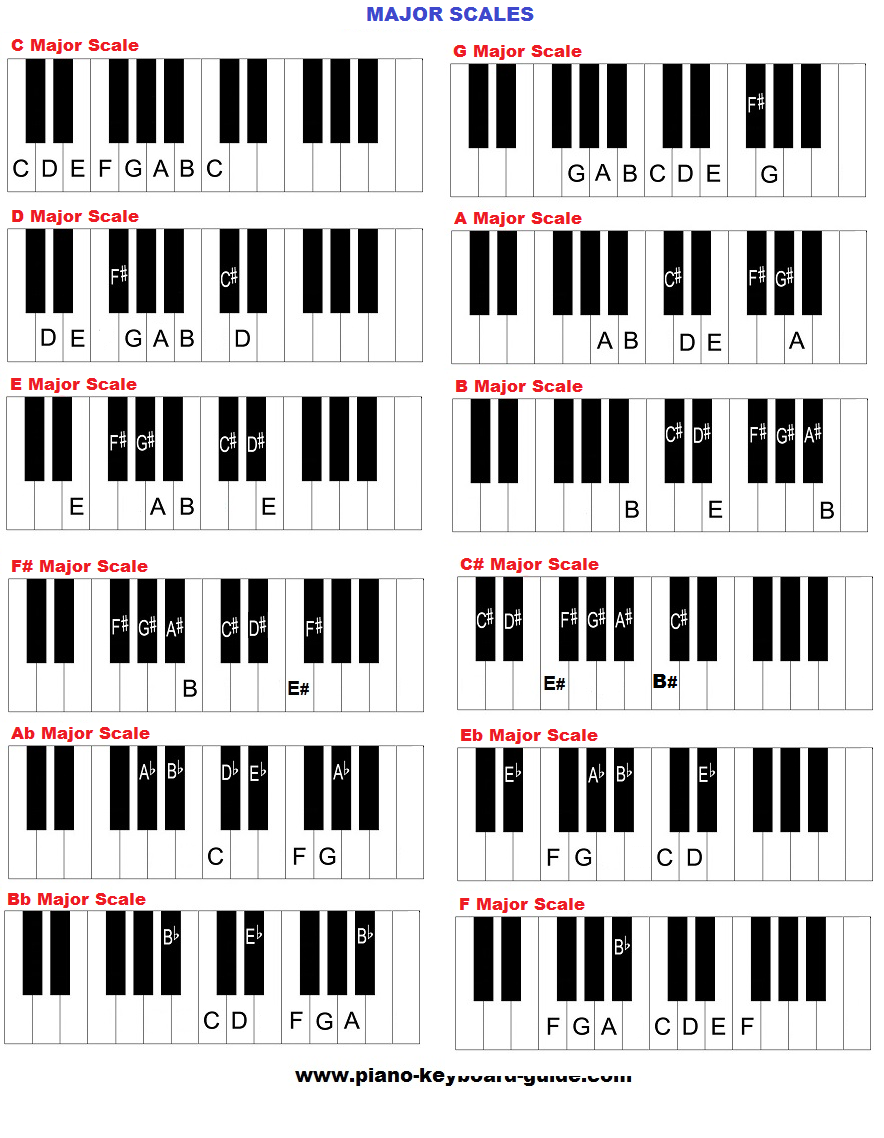 MAJOR SCALES
C Major Scale
C D E F G A B C
G Major Scale
F#
G A B C D E G
D Major Scale
F# C#
D E G A B D
A Major Scale
C# F# G#
A B D E A
E Major Scale
F# G# C# D#
E A B E
B Major Scale
C# D# F# G# A#
B E B
F# Major Scale
F# G# A# C# D# F#
B E#
C# Major Scale
C# D# F# G# A# C#
E# B#
Ab Major Scale
A♭ B♭ D♭ E♭ A♭
C F G
Eb Major Scale
E♭ A♭ B♭ E♭
F G C D
Bb Major Scale
B♭ E♭ B♭
C D F G A
F Major Scale
B♭
F G A C D E F
www.piano-keyboard-guide.com